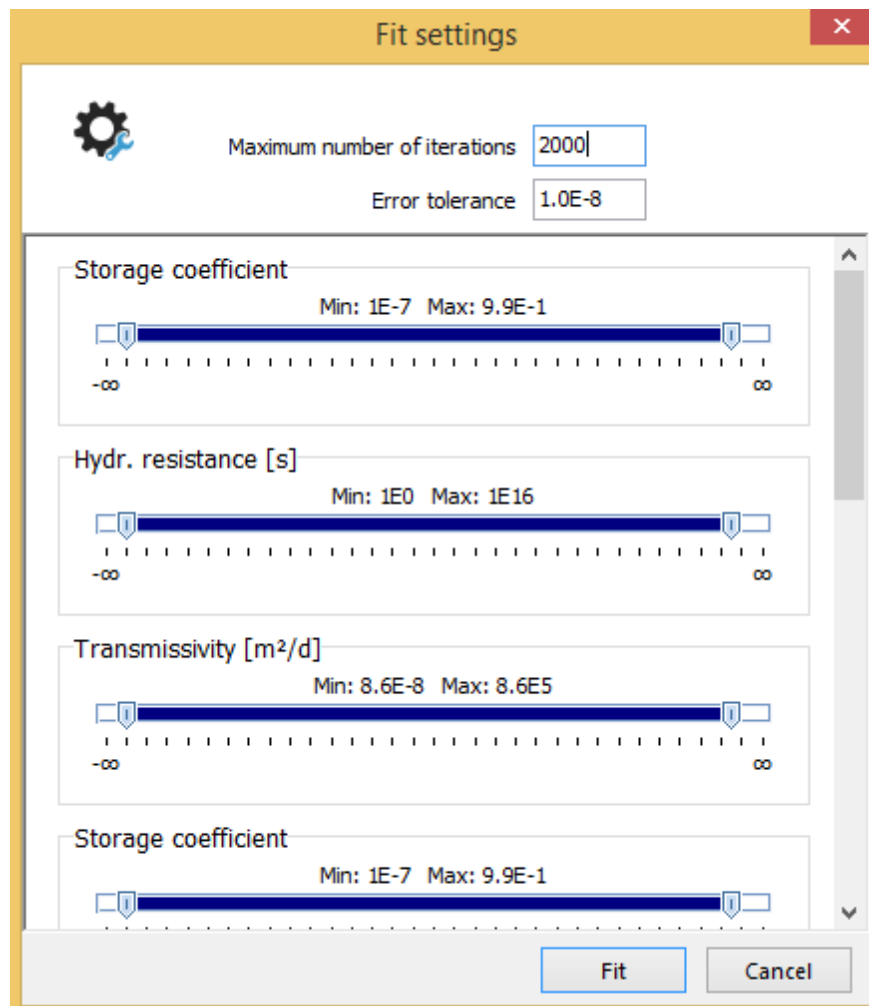 Fit settings
Maximum number of iterations 2000
Error tolerance 1.0E-8
Storage coefficient
Min: 1E-7 Max: 9.9E-1
-∞ ∞
Hydr. resistance [s]
Min: 1E0 Max: 1E16
-∞ ∞
Transmissivity [m²/d]
Min: 8.6E-8 Max: 8.6E5
-∞ ∞
Storage coefficient
Min: 1E-7 Max: 9.9E-1
Fit Cancel